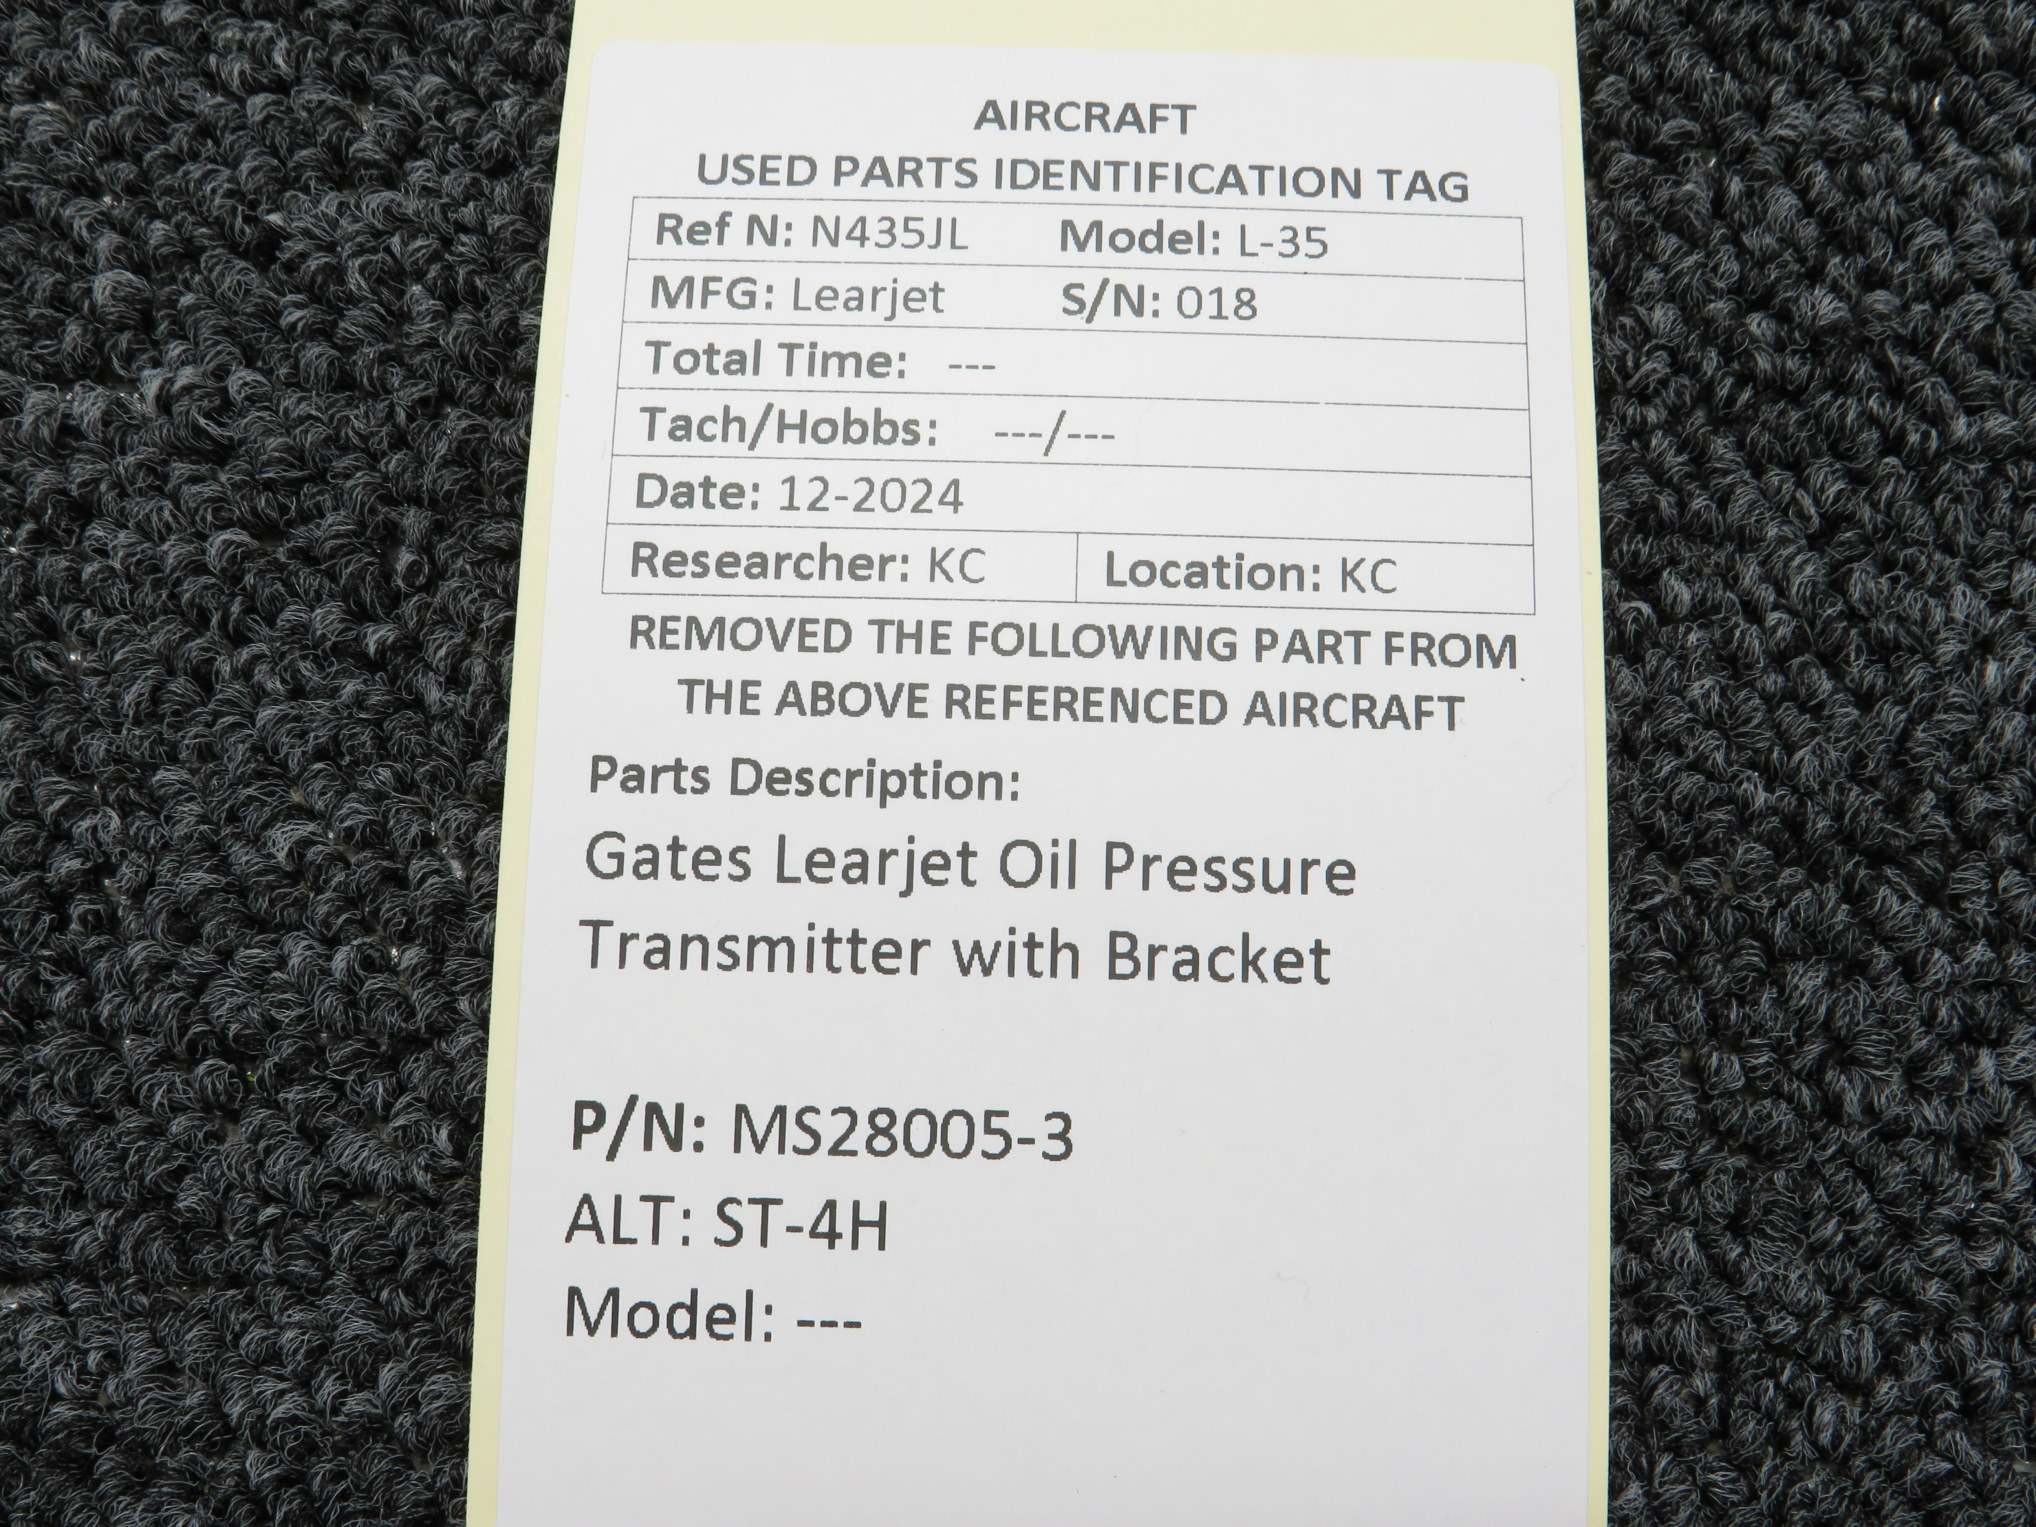 AIRCRAFT
USED PARTS IDENTIFICATION TAG
Ref N: N435JL Model: L-35
MFG: Learjet S/N: 018
Total Time: ---
Tach/Hobbs: ---/---
Date: 12-2024
Researcher: KC Location: KC
REMOVED THE FOLLOWING PART FROM
THE ABOVE REFERENCED AIRCRAFT
Parts Description:
Gates Learjet Oil Pressure
Transmitter with Bracket
P/N: MS28005-3
ALT: ST-4H
Model: ---